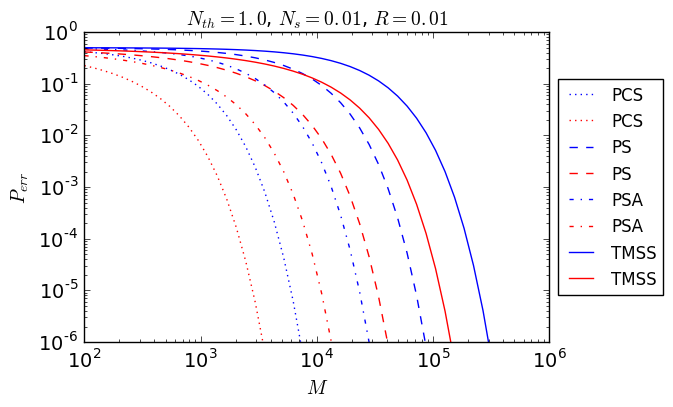 N_th = 1.0, N_s = 0.01, R = 0.01
10^0
10^-1
10^-2
10^-3
10^-4
10^-5
10^-6
P_err
10^2
10^3
10^4
10^5
10^6
M
PCS
PCS
PS
PS
PSA
PSA
TMSS
TMSS